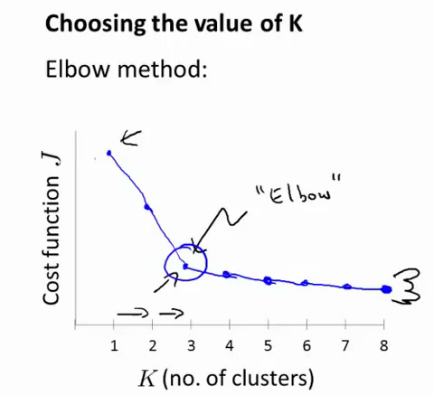 Choosing the value of K
Elbow method:
"Elbow"
Cost function J
1 2 3 4 5 6 7 8
K (no. of clusters)